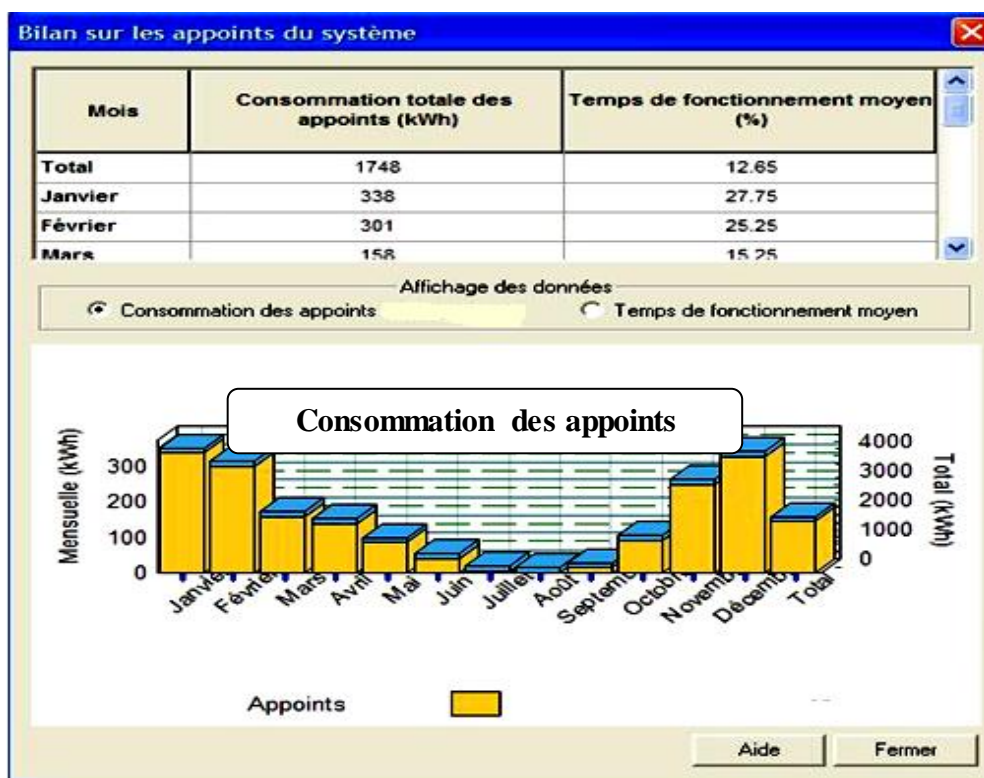 Bilan sur les appoints du système
Mois
Consommation totale des
appoints (kWh)
Temps de fonctionnement moyen
(%)
Total 1748 12.65
Janvier 338 27.75
Février 301 25.25
Mars 158 15.25
Affichage des données
Consommation des appoints
Temps de fonctionnement moyen
Consommation des appoints
Mensuelle (kWh)
300
200
100
0
4000
3000
2000
1000
0
Total (kWh)
Janvier
Février
Mars
Avril
Mai
Juin
Juillet
Août
Septemb
Octobr
Novemb
Décemb
Total
Appoints
Aide
Fermer